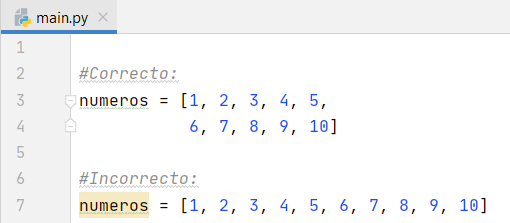 main.py
1
2 #Correcto:
3 numeros = [1, 2, 3, 4, 5,
4 6, 7, 8, 9, 10]
5
6 #Incorrecto:
7 numeros = [1, 2, 3, 4, 5, 6, 7, 8, 9, 10]